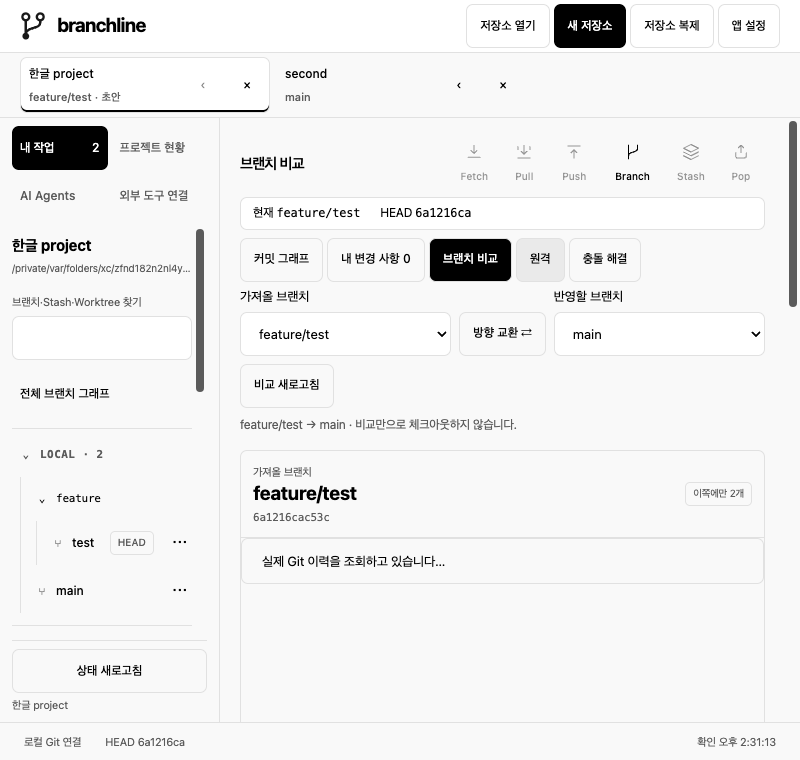 branchline
저장소 열기
새 저장소
저장소 복제
앱 설정
한글 project
feature/test · 초안
‹
×
second
main
‹
×
내 작업 2
프로젝트 현황
AI Agents
외부 도구 연결
한글 project
/private/var/folders/xc/zfnd182n2nl4y...
브랜치·Stash·Worktree 찾기
전체 브랜치 그래프
LOCAL · 2
feature
test HEAD ···
main ···
상태 새로고침
한글 project
브랜치 비교
Fetch
Pull
Push
Branch
Stash
Pop
현재 feature/test HEAD 6a1216ca
커밋 그래프
내 변경 사항 0
브랜치 비교
원격
충돌 해결
가져올 브랜치
feature/test
방향 교환 ⇄
반영할 브랜치
main
비교 새로고침
feature/test → main · 비교만으로 체크아웃하지 않습니다.
가져올 브랜치
feature/test
6a1216cac53c
이쪽에만 2개
실제 Git 이력을 조회하고 있습니다...
로컬 Git 연결
HEAD 6a1216ca
확인 오후 2:31:13